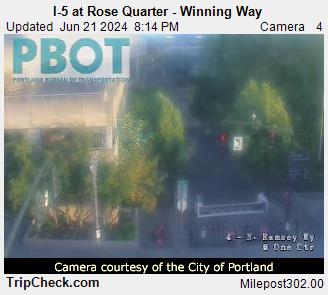 I-5 at Rose Quarter - Winning Way
Updated Jun 21 2024 8:14 PM Camera 4
PBOT
PORTLAND BUREAU OF TRANSPORTATION
4 - N. Ramsey Wy
@ One Ctr
Camera courtesy of the City of Portland
TripCheck.com Milepost302.00